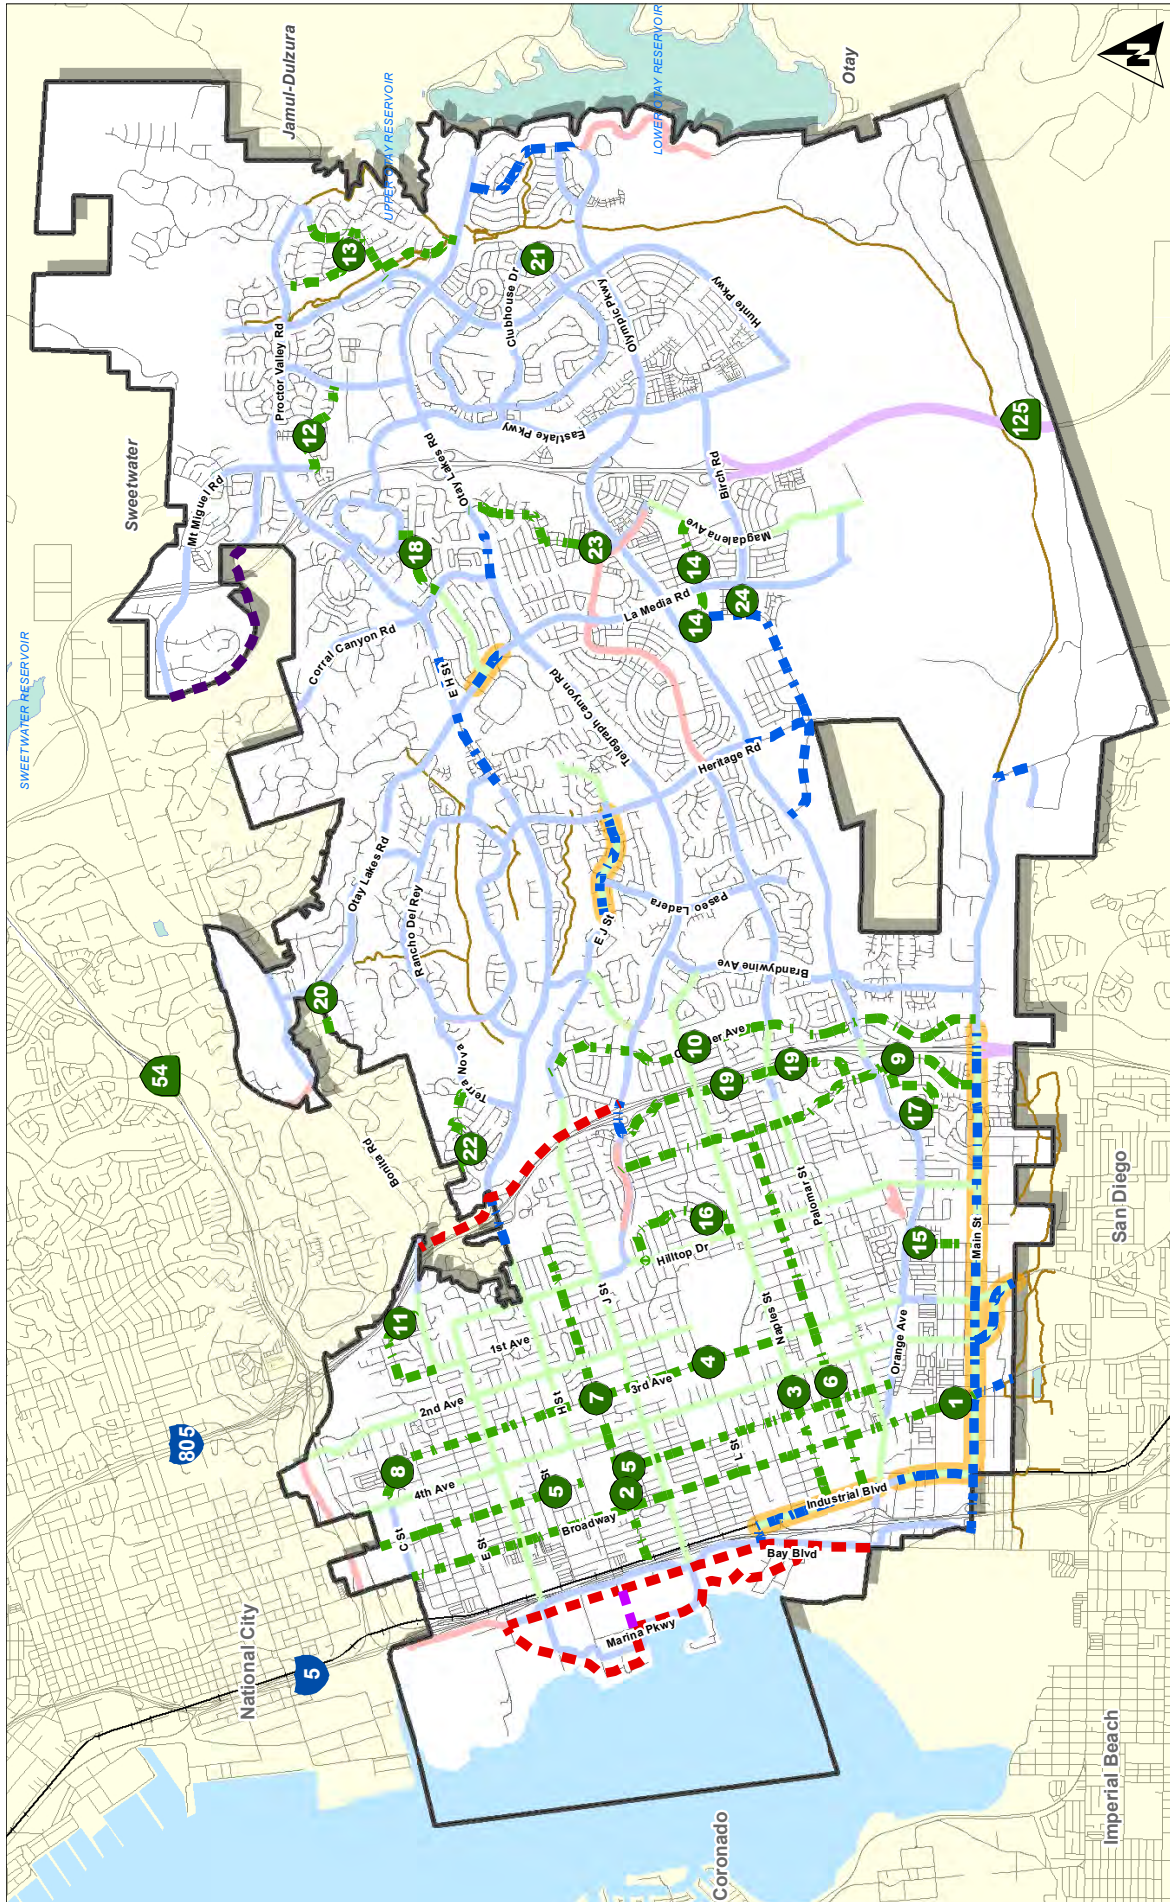 SWEETWATER RESERVOIR
Sweetwater
54
805
National City
5
Mt Miguel Rd
Jamul-Dulzura
Proctor Valley Rd
12
13
UPPER OTAY RESERVOIR
Corral Canyon Rd
20
Bonita Rd
Otay Lakes Rd
Rancho Del Rey
Terra Nova
22
11
8
2nd Ave
4th Ave
C St
E St
18
E H St
Otay Lakes Rd
Clubhouse Dr
21
Eastlake Pkwy
Olympic Pkwy
Telegraph Canyon Rd
E J St
1st Ave
H St
J St
7
5
St
5
2
Broadway
3rd Ave
4
Marina Pkwy
23
La Media Rd
LOWER OTAY RESERVOIR
Hunte Pkwy
Birch Rd
Magdalena Ave
14
14
24
Heritage Rd
Paseo Ladera
Brandywine Ave
Ave
10
19
19
16
Hilltop Dr
L St
Naples St
Palomar St
3
6
Bay Blvd
Industrial Blvd
Coronado
Otay
9
17
15
Orange Ave
1
Main St
125
San Diego
Imperial Beach
N